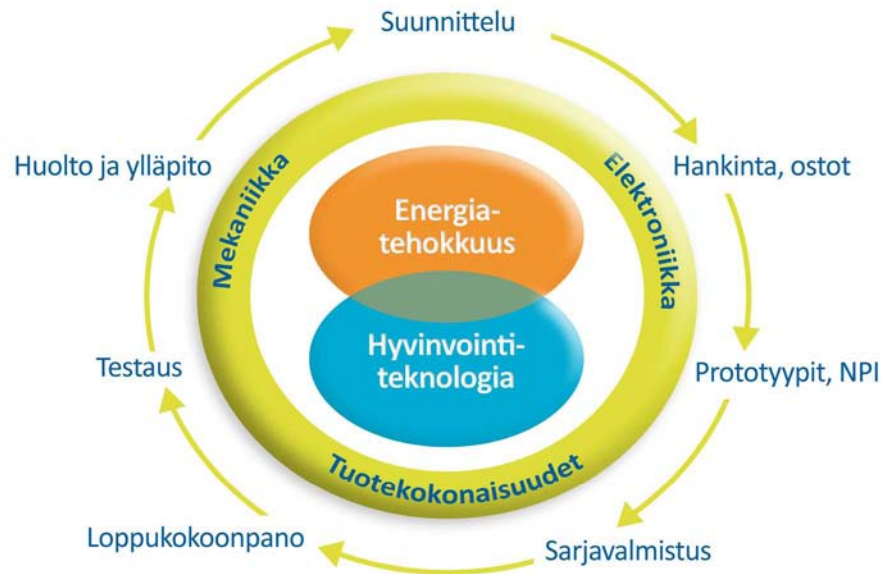 Suunnittelu
Hankinta, ostot
Prototyypit, NPI
Sarjavalmistus
Loppukokoonpano
Testaus
Huolto ja ylläpito
Mekaniikka
Elektroniikka
Tuotekokonaisuudet
Energia-
tehokkuus
Hyvinvointi-
teknologia